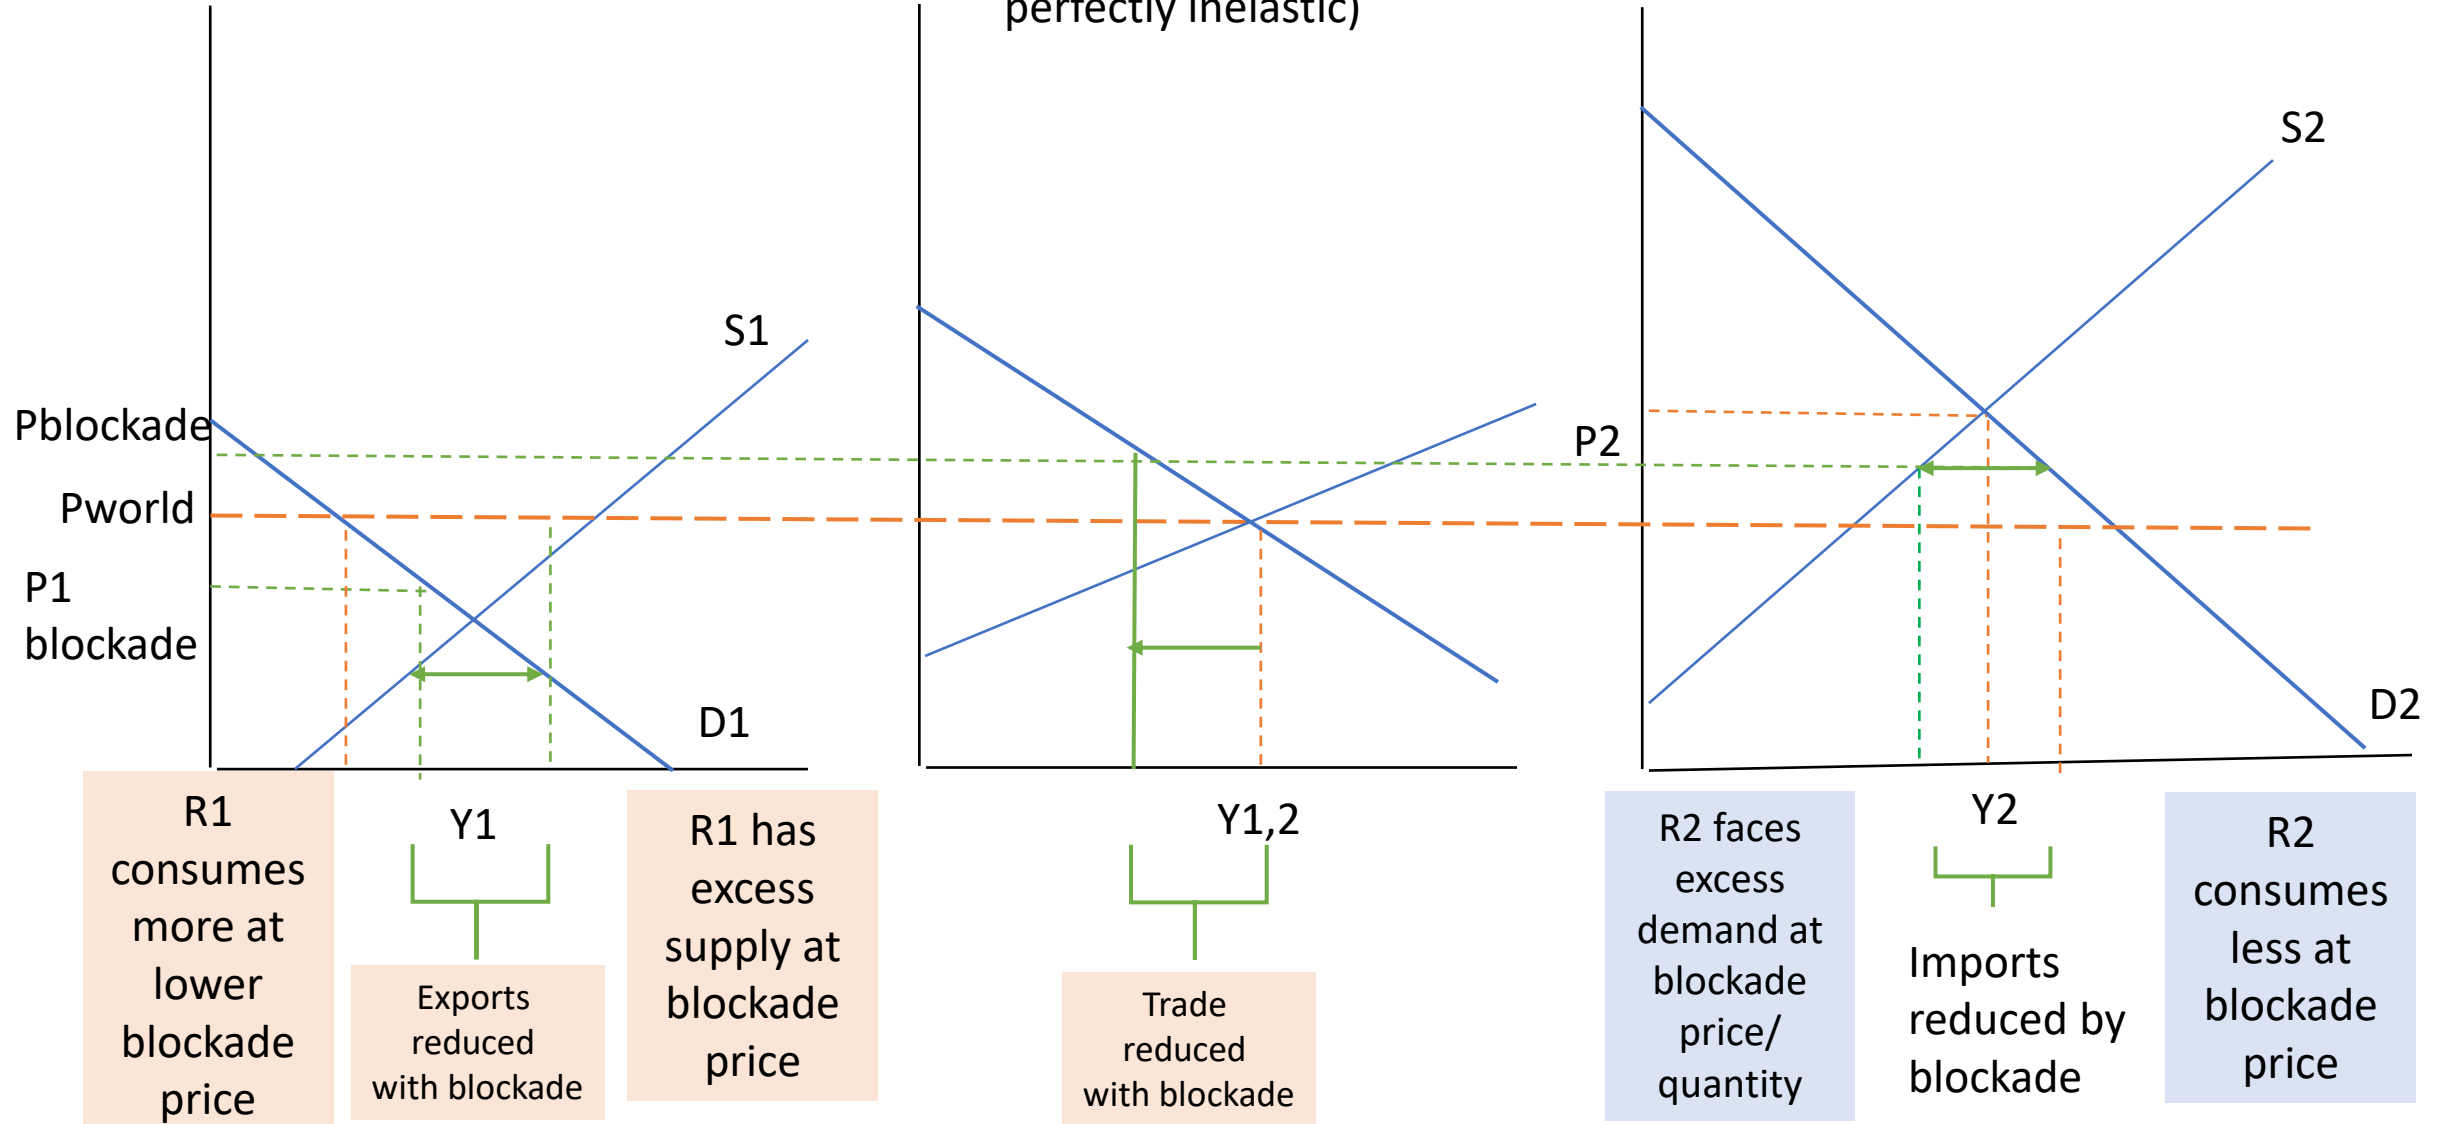 perfectly inelastic)
S2
S1
Pblockade
P2
Pworld
P1
blockade
D1
D2
R1
consumes
more at
lower
blockade
price
Y1
Exports
reduced
with blockade
R1 has
excess
supply at
blockade
price
Y1,2
Trade
reduced
with blockade
R2 faces
excess
demand at
blockade
price/
quantity
Y2
Imports
reduced by
blockade
R2
consumes
less at
blockade
price